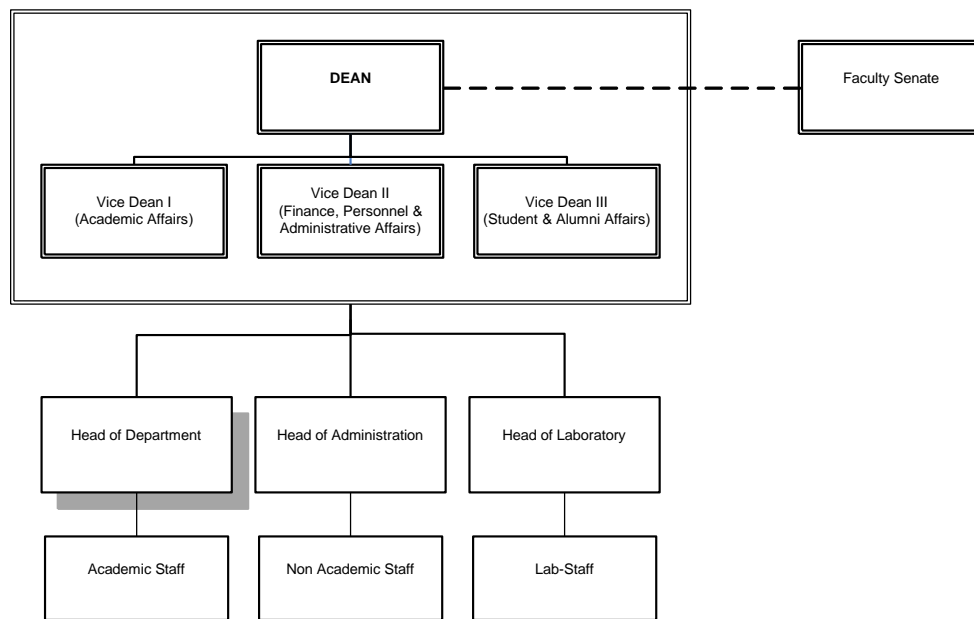 DEAN
Faculty Senate
Vice Dean I
(Academic Affairs)
Vice Dean II
(Finance, Personnel &
Administrative Affairs)
Vice Dean III
(Student & Alumni Affairs)
Head of Department
Head of Administration
Head of Laboratory
Academic Staff
Non Academic Staff
Lab-Staff